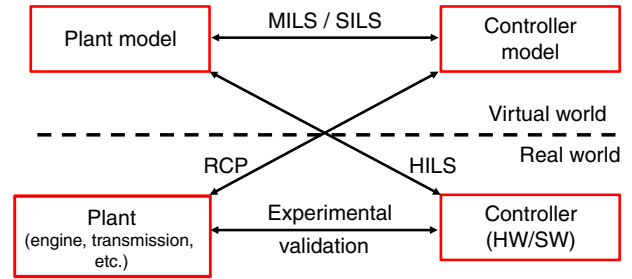 Plant model
MILS / SILS
Controller
model
Virtual world
Real world
RCP
HILS
Plant
(engine, transmission,
etc.)
Experimental
validation
Controller
(HW/SW)